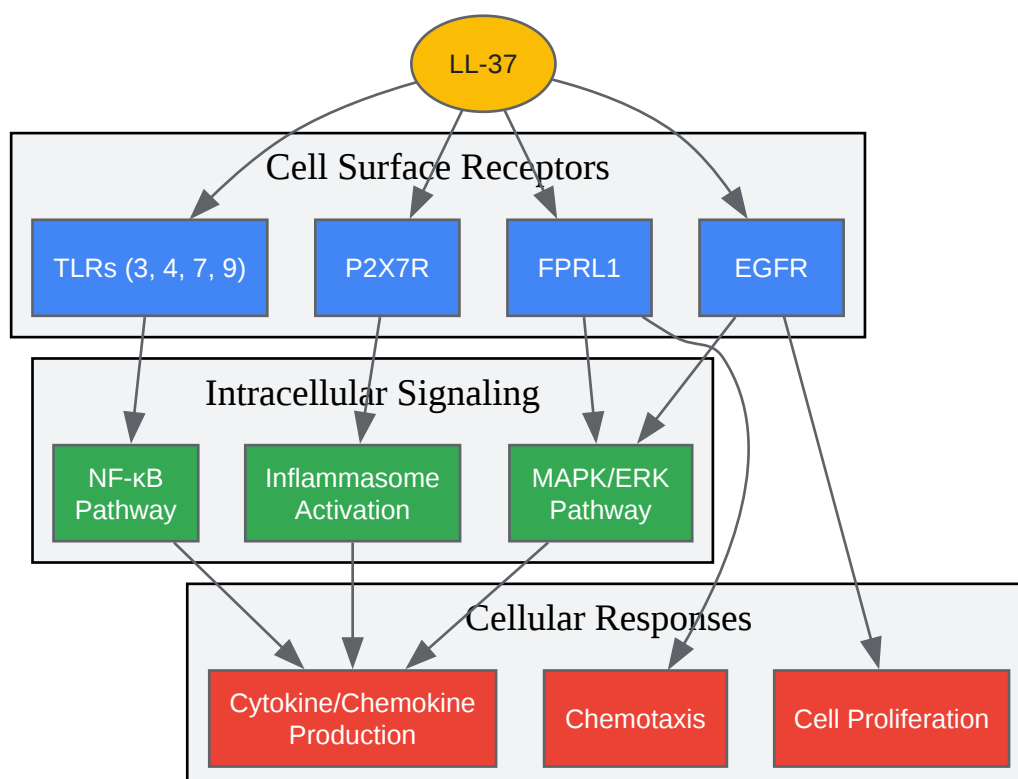 LL-37
Cell Surface Receptors
TLRs (3, 4, 7, 9)
P2X7R
FPRL1
EGFR
Intracellular Signaling
NF-κB
Pathway
Inflammasome
Activation
MAPK/ERK
Pathway
Cellular Responses
Cytokine/Chemokine
Production
Chemotaxis
Cell Proliferation